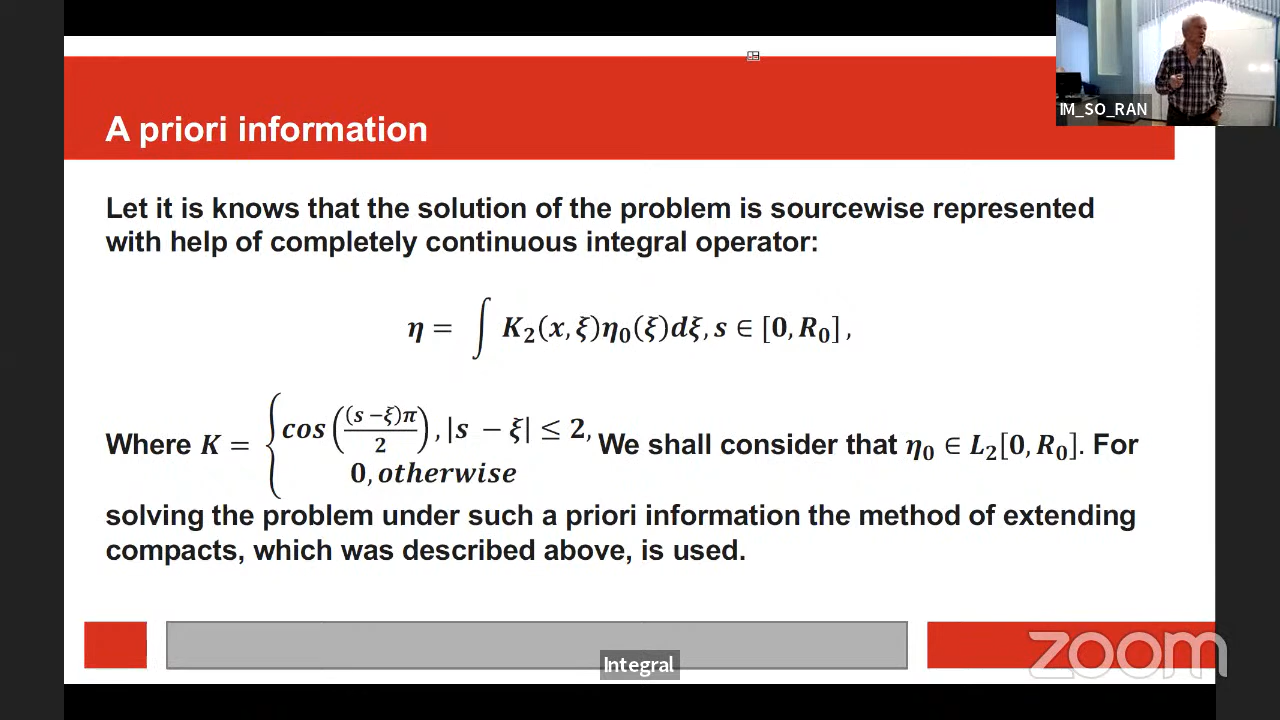 IM_SO_RAN
A priori information
Let it is knows that the solution of the problem is sourcewise represented
with help of completely continuous integral operator:
η = ∫ K₂(x, ξ)η₀(ξ)dξ, s ∈ [0, R₀] ,
Where K = { cos((s −ξ)π / 2) , |s − ξ| ≤ 2, We shall consider that η₀ ∈ L₂[0, R₀]. For
0, otherwise
solving the problem under such a priori information the method of extending
compacts, which was described above, is used.
Integral
zoom